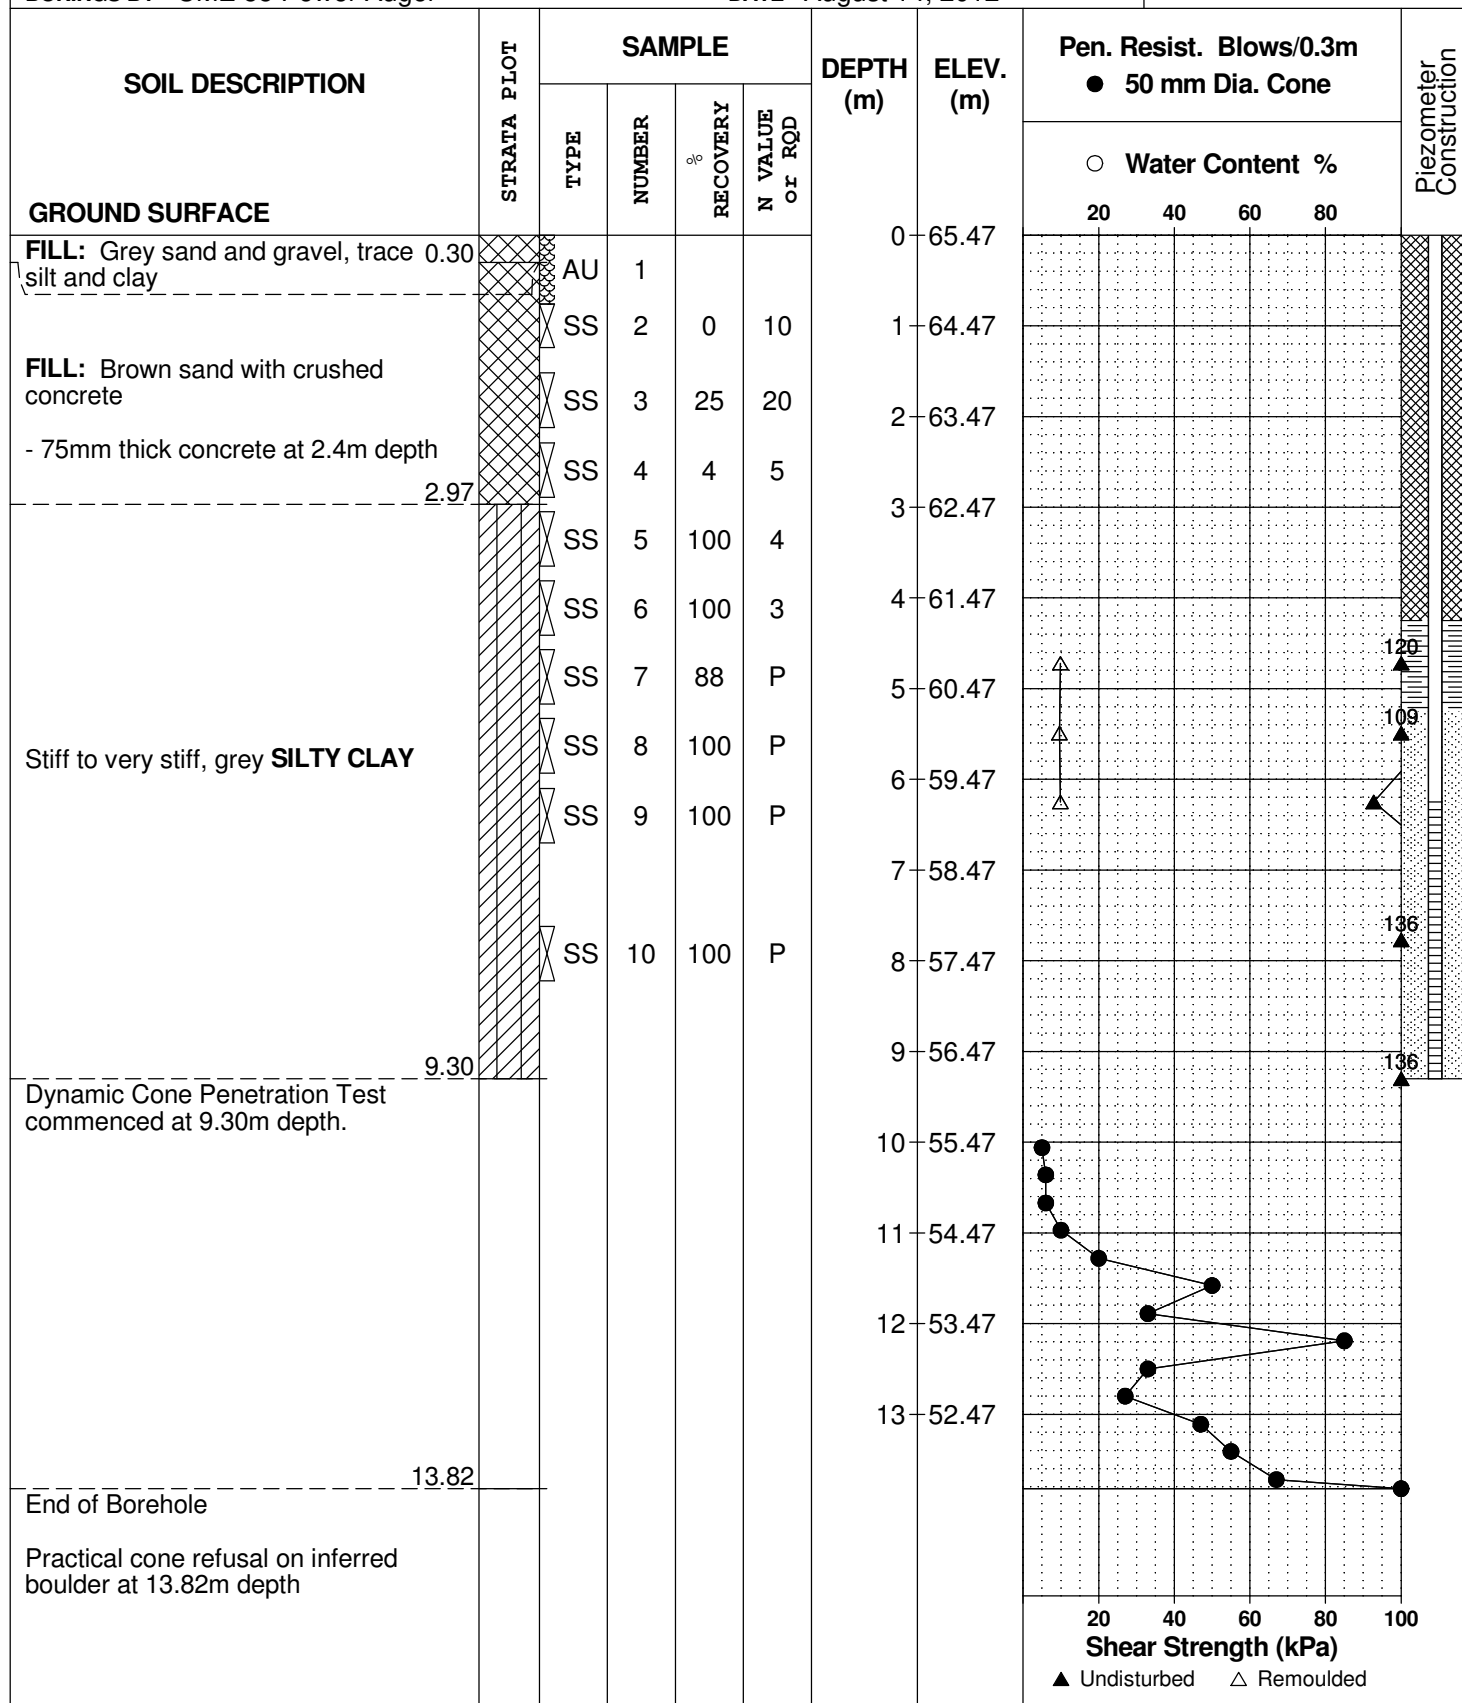 SOIL DESCRIPTION
GROUND SURFACE
STRATA PLOT
SAMPLE
TYPE
NUMBER
% RECOVERY
N VALUE or RQD
DEPTH (m)
ELEV. (m)
Pen. Resist. Blows/0.3m
● 50 mm Dia. Cone
○ Water Content %
20 40 60 80
Piezometer Construction
0 65.47
FILL: Grey sand and gravel, trace 0.30
silt and clay
AU 1
SS 2 0 10
1 64.47
FILL: Brown sand with crushed
concrete
SS 3 25 20
2 63.47
- 75mm thick concrete at 2.4m depth
SS 4 4 5
2.97
3 62.47
SS 5 100 4
4 61.47
SS 6 100 3
120
SS 7 88 P
5 60.47
109
SS 8 100 P
Stiff to very stiff, grey SILTY CLAY
6 59.47
SS 9 100 P
7 58.47
136
SS 10 100 P
8 57.47
9 56.47
136
9.30
Dynamic Cone Penetration Test
commenced at 9.30m depth.
10 55.47
11 54.47
12 53.47
13 52.47
13.82
End of Borehole
Practical cone refusal on inferred
boulder at 13.82m depth
20 40 60 80 100
Shear Strength (kPa)
▲ Undisturbed △ Remoulded